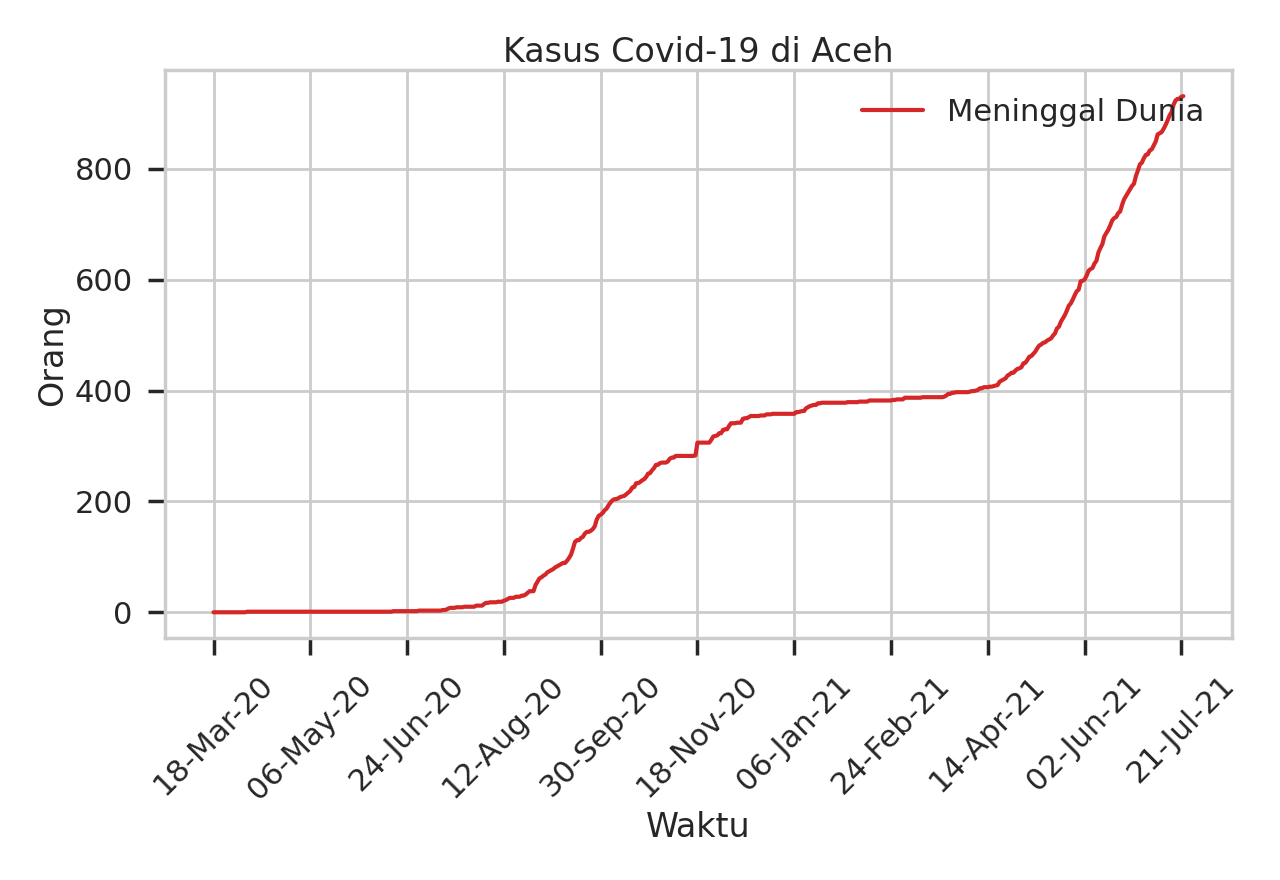 Kasus Covid-19 di Aceh
Meninggal Dunia
800
600
400
200
0
Orang
18-Mar-20
06-May-20
24-Jun-20
12-Aug-20
30-Sep-20
18-Nov-20
06-Jan-21
24-Feb-21
14-Apr-21
02-Jun-21
21-Jul-21
Waktu